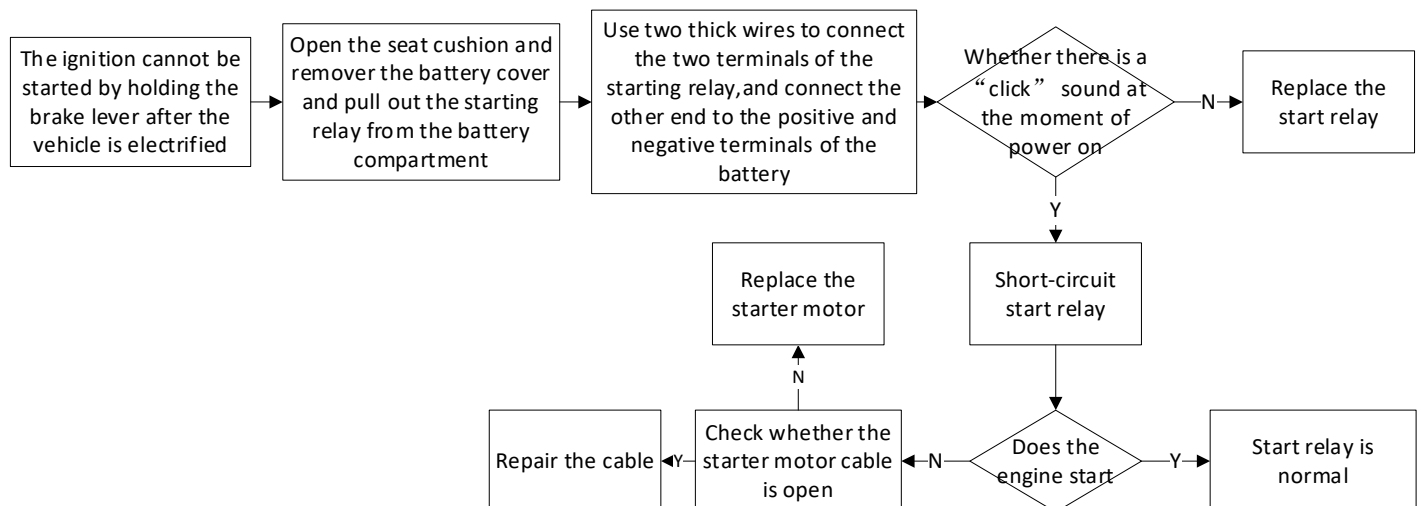 The ignition cannot be
started by holding the
brake lever after the
vehicle is electrified
Open the seat cushion and
remover the battery cover
and pull out the starting
relay from the battery
compartment
Use two thick wires to connect
the two terminals of the
starting relay,and connect the
other end to the positive and
negative terminals of the
battery
Whether there is a
“click” sound at
the moment of
power on
N
Replace the
start relay
Y
Short-circuit
start relay
Replace the
starter motor
N
Repair the cable
Y
Check whether the
starter motor cable
is open
N
Does the
engine start
Y
Start relay is
normal